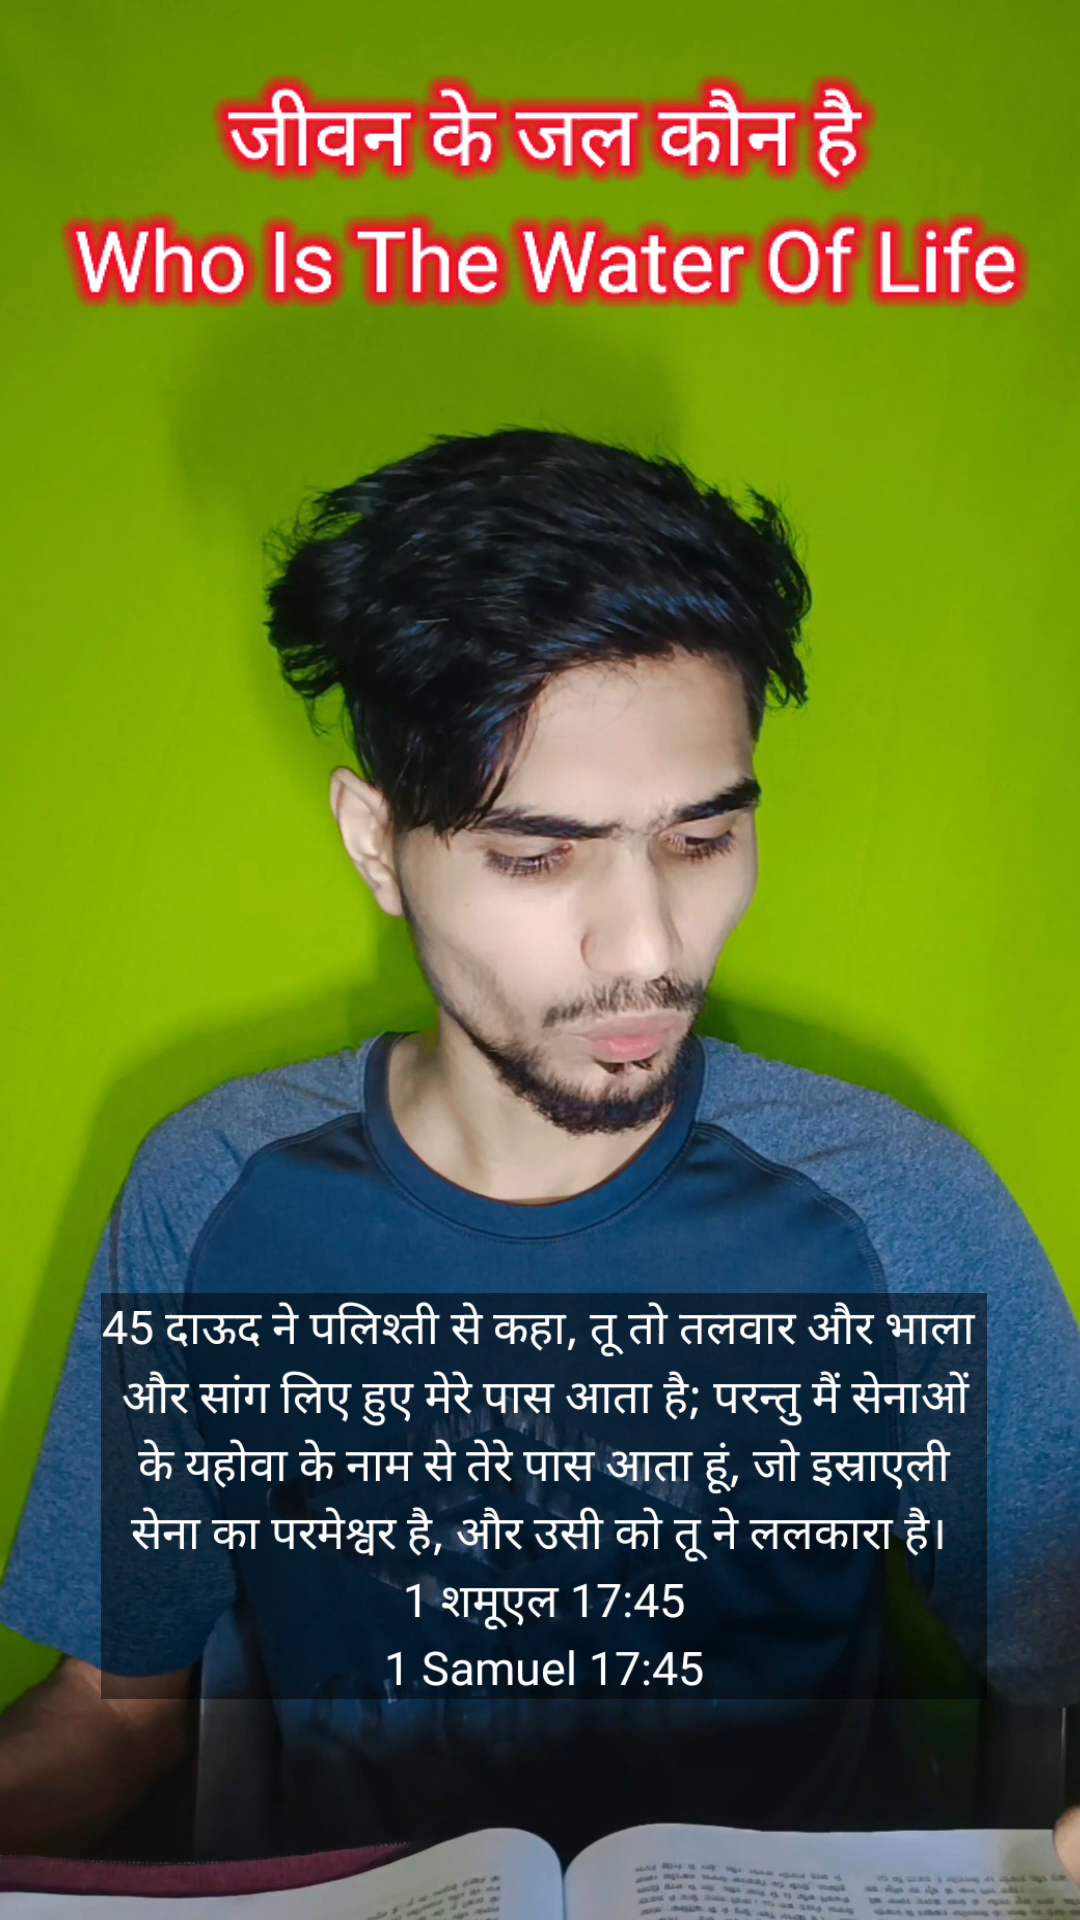 जीवन के जल कौन है
Who Is The Water Of Life
45 दाऊद ने पलिश्ती से कहा, तू तो तलवार और भाला
और सांग लिए हुए मेरे पास आता है; परन्तु मैं सेनाओं
के यहोवा के नाम से तेरे पास आता हूं, जो इस्राएली
सेना का परमेश्वर है, और उसी को तू ने ललकारा है।
1 शमूएल 17:45
1 Samuel 17:45